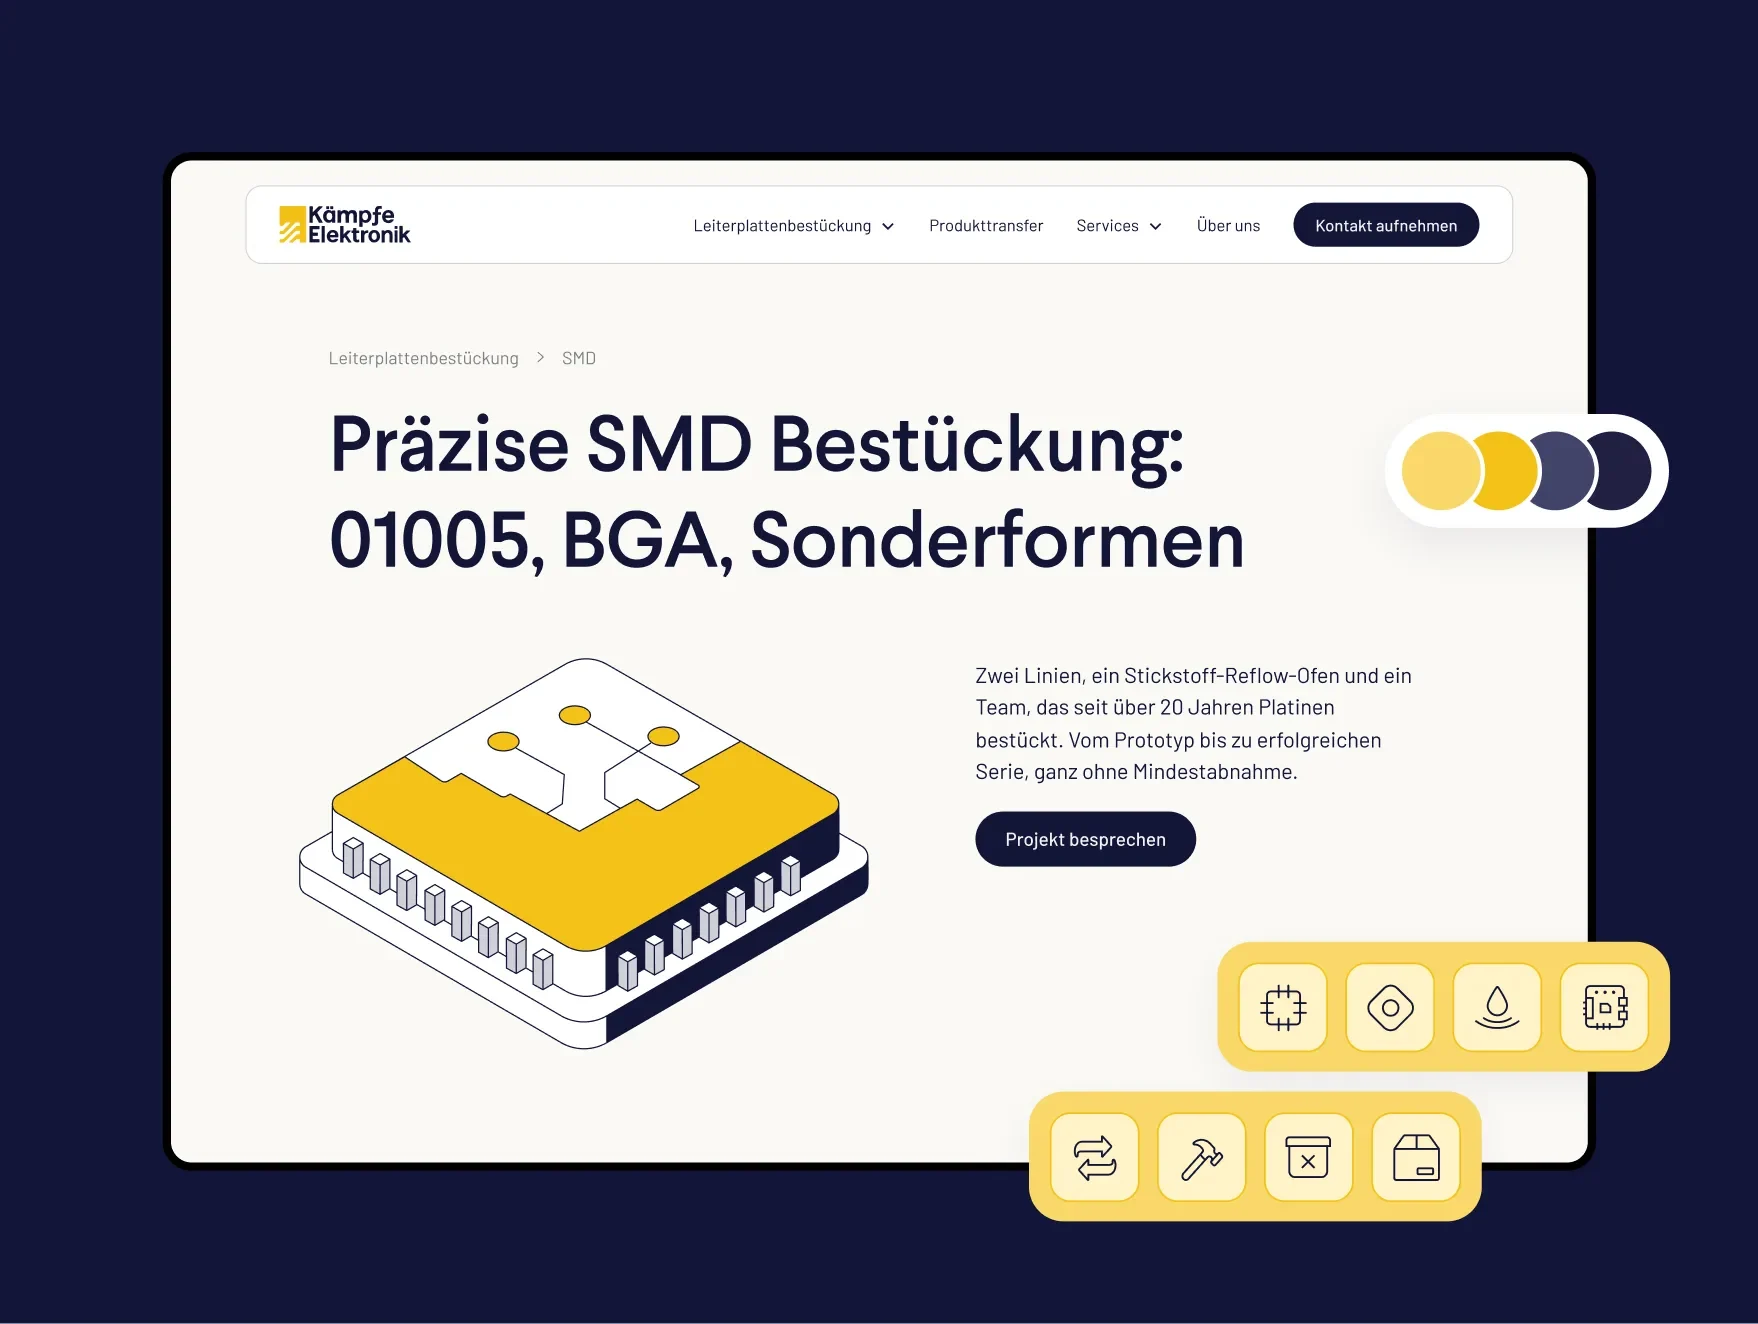 Kämpfe
Elektronik
Leiterplattenbestückung
Produkttransfer
Services
Über uns
Kontakt aufnehmen
Leiterplattenbestückung > SMD
Präzise SMD Bestückung:
01005, BGA, Sonderformen
Zwei Linien, ein Stickstoff-Reflow-Ofen und ein
Team, das seit über 20 Jahren Platinen
bestückt. Vom Prototyp bis zu erfolgreichen
Serie, ganz ohne Mindestabnahme.
Projekt besprechen